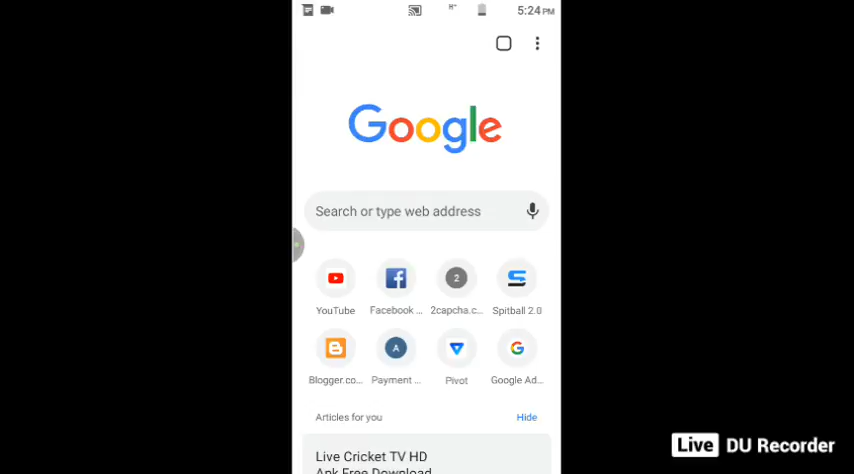 5:24 PM
Google
Search or type web address
YouTube
Facebook ...
2
2capcha.c...
Spitball 2.0
Blogger.co...
A
Payment ...
Pivot
Google Ad...
Articles for you
Hide
Live Cricket TV HD
Apk Free Download
Live DU Recorder